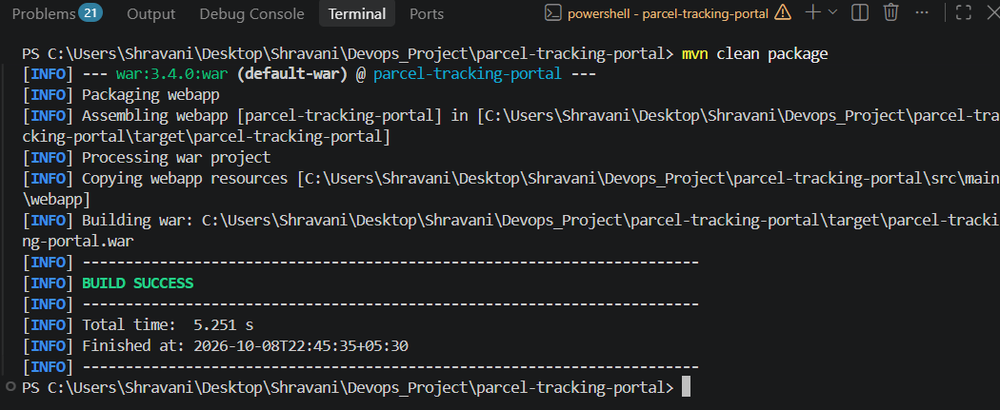 Problems 21 Output Debug Console Terminal Ports powershell - parcel-tracking-portal
PS C:\Users\Shravani\Desktop\Shravani\Devops_Project\parcel-tracking-portal> mvn clean package
[INFO] --- war:3.4.0:war (default-war) @ parcel-tracking-portal ---
[INFO] Packaging webapp
[INFO] Assembling webapp [parcel-tracking-portal] in [C:\Users\Shravani\Desktop\Shravani\Devops_Project\parcel-tra
cking-portal\target\parcel-tracking-portal]
[INFO] Processing war project
[INFO] Copying webapp resources [C:\Users\Shravani\Desktop\Shravani\Devops_Project\parcel-tracking-portal\src\main
\webapp]
[INFO] Building war: C:\Users\Shravani\Desktop\Shravani\Devops_Project\parcel-tracking-portal\target\parcel-tracki
ng-portal.war
[INFO] ------------------------------------------------------------------------
[INFO] BUILD SUCCESS
[INFO] ------------------------------------------------------------------------
[INFO] Total time:  5.251 s
[INFO] Finished at: 2026-10-08T22:45:35+05:30
[INFO] ------------------------------------------------------------------------
PS C:\Users\Shravani\Desktop\Shravani\Devops_Project\parcel-tracking-portal>